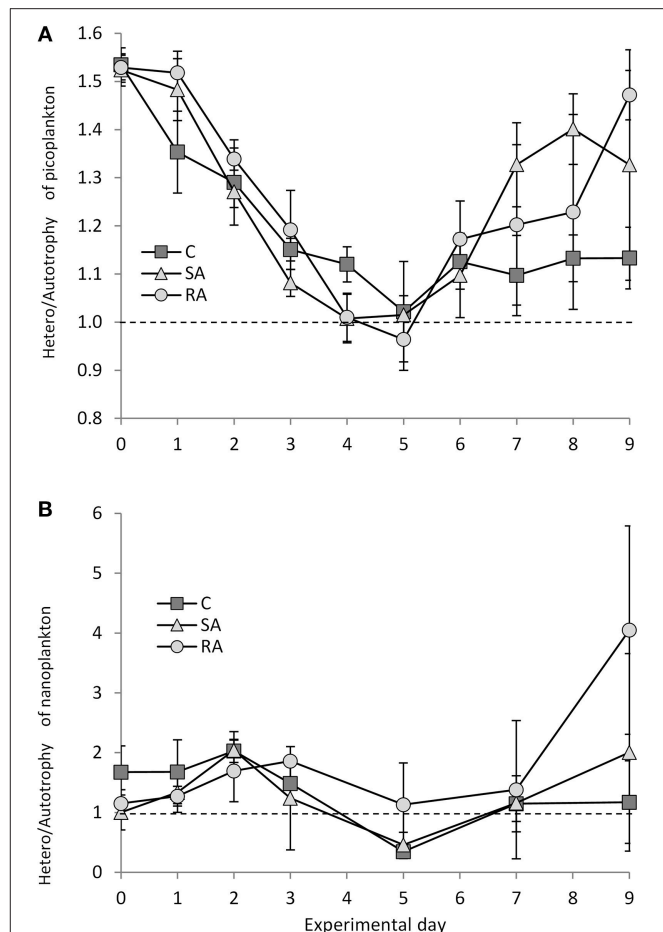 A
Hetero/Autotrophy of picoplankton
1.6
1.5
1.4
1.3
1.2
1.1
1.0
0.9
0.8
C
SA
RA
0 1 2 3 4 5 6 7 8 9
B
Hetero/Autotrophy of nanoplankton
6
5
4
3
2
1
0
C
SA
RA
0 1 2 3 4 5 6 7 8 9
Experimental day